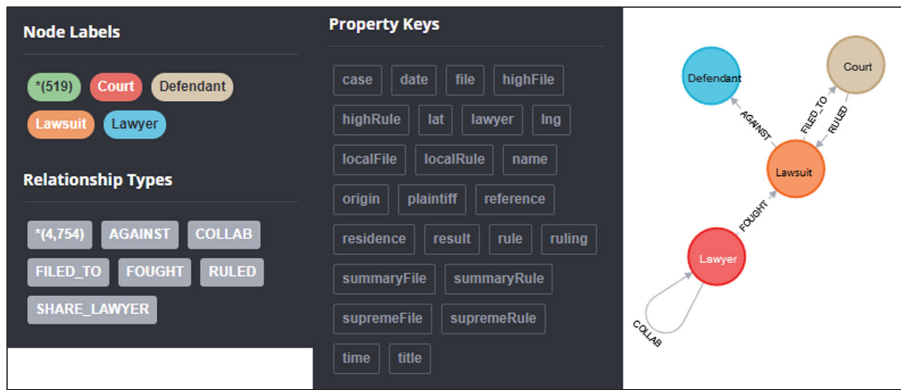 Node Labels
*(519) Court Defendant
Lawsuit Lawyer
Relationship Types
*(4,754) AGAINST COLLAB
FILED_TO FOUGHT RULED
SHARE_LAWYER
Property Keys
case date file highFile
highRule lat lawyer lng
localFile localRule name
origin plaintiff reference
residence result rule ruling
summaryFile summaryRule
supremeFile supremeRule
time title
Defendant
Court
AGAINST
FILED_TO
RULED
Lawsuit
FOUGHT
Lawyer
COLLAB